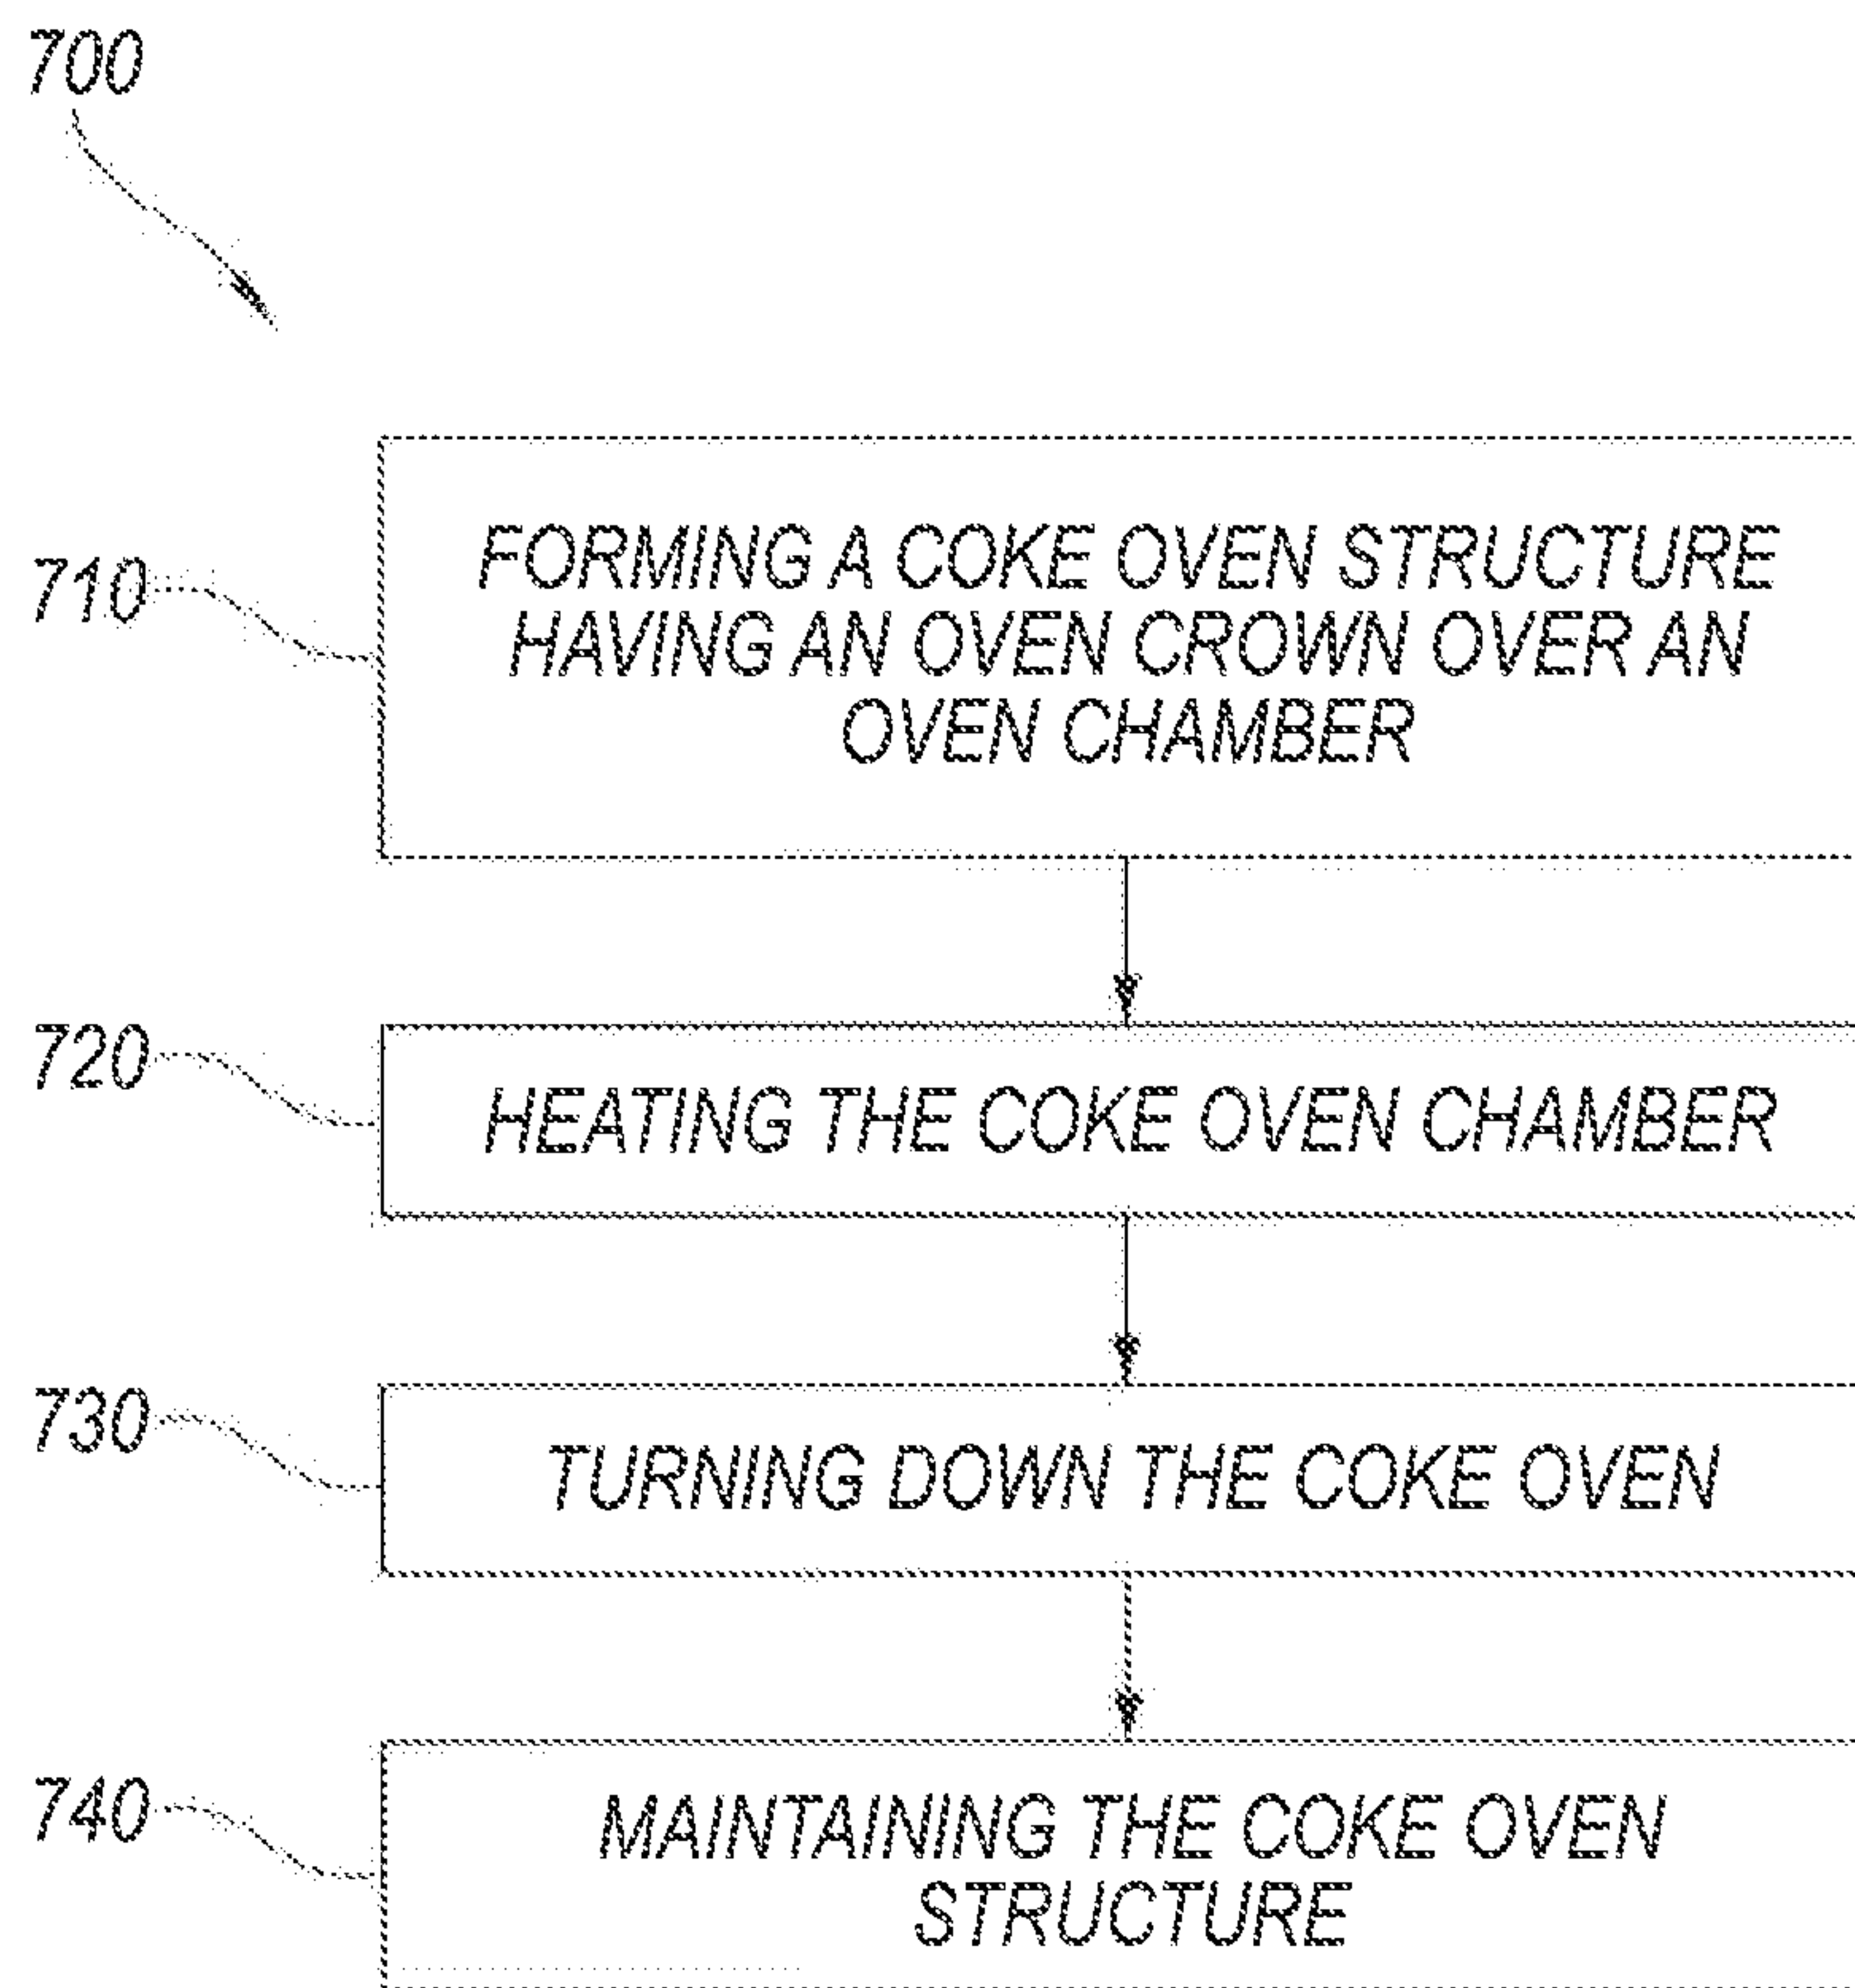 700
710
FORMING A COKE OVEN STRUCTURE
HAVING AN OVEN CROWN OVER AN
OVEN CHAMBER
720
HEATING THE COKE OVEN CHAMBER
730
TURNING DOWN THE COKE OVEN
740
MAINTAINING THE COKE OVEN
STRUCTURE